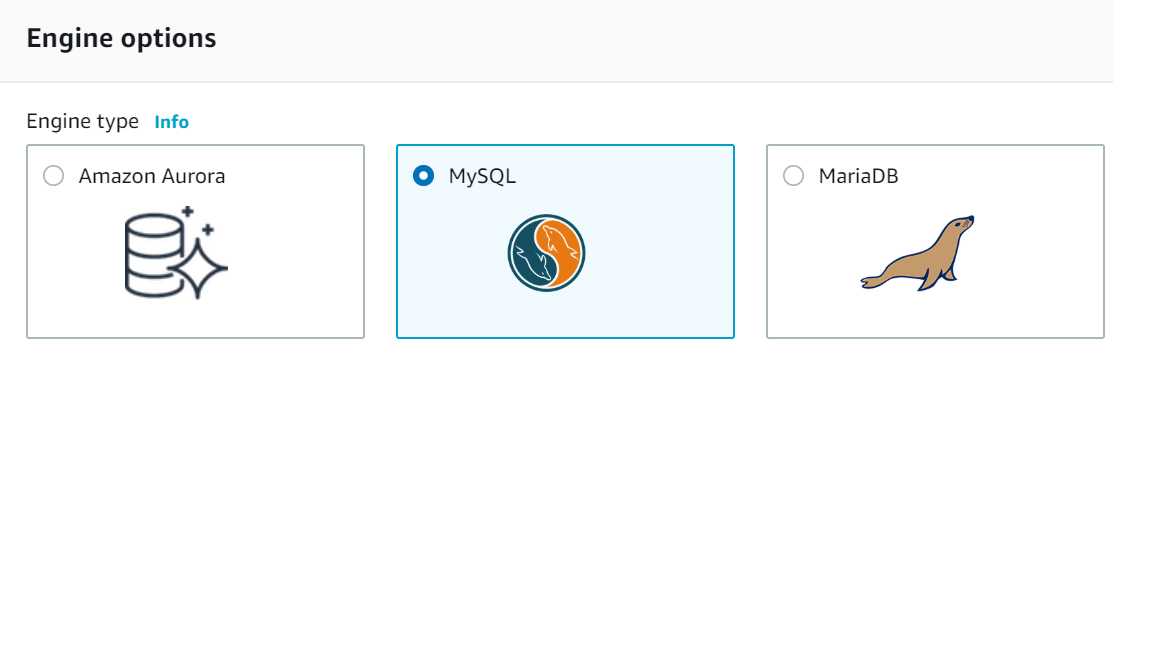 Engine options
Engine type Info
Amazon Aurora
MySQL
MariaDB